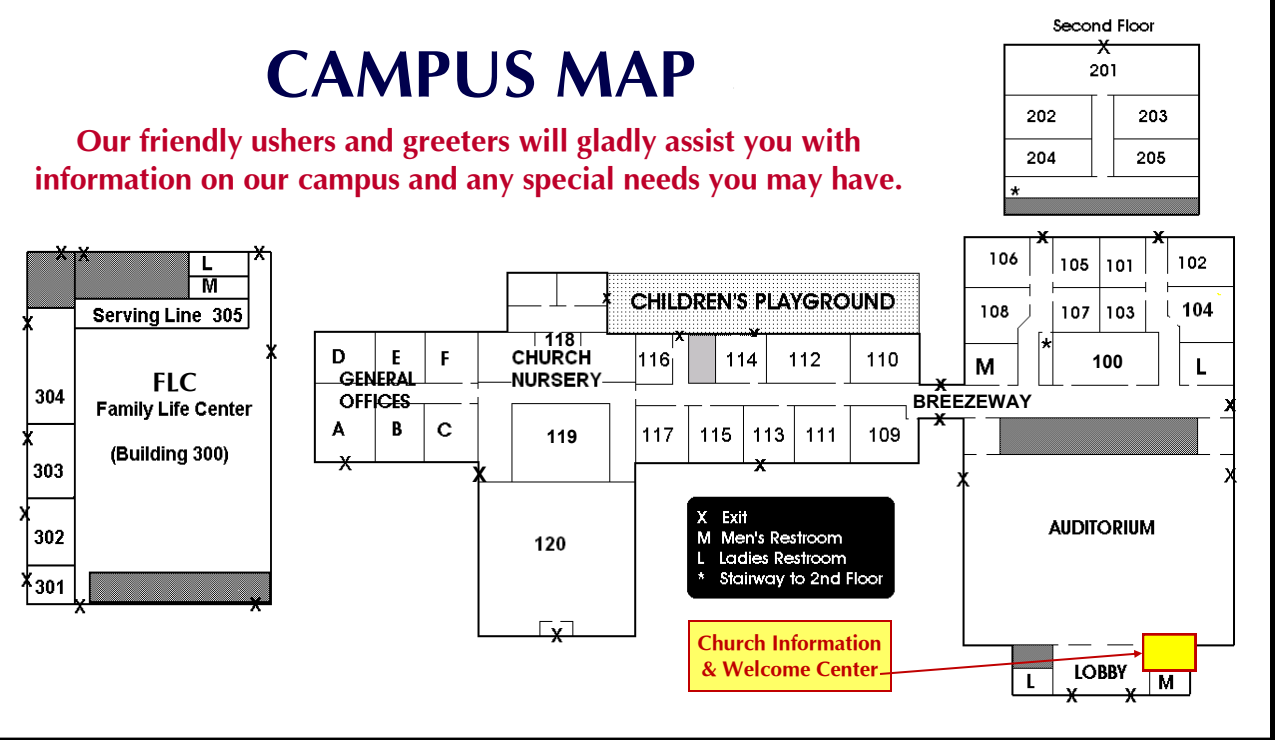 CAMPUS MAP
Our friendly ushers and greeters will gladly assist you with
information on our campus and any special needs you may have.
Second Floor
X
201
202 203
204 205
*
X X X
L
M
Serving Line 305
X
X
304
FLC
Family Life Center
(Building 300)
X
303
X
302
X
301
X X
CHILDREN'S PLAYGROUND
X
X X
118
CHURCH
NURSERY
D E F
GENERAL
OFFICES
A B C
X
X
119
120
X
116 114 112 110
117 115 113 111 109
X
X
BREEZEWAY
X
X X
106 105 101 102
108 107 103 104
*
M 100 L
X
X X
AUDITORIUM
X Exit
M Men's Restroom
L Ladies Restroom
* Stairway to 2nd Floor
Church Information
& Welcome Center
LOBBY
L M
X X